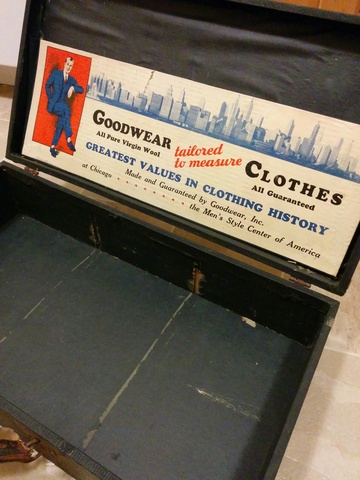 GOODWEAR
All Pure Virgin Wool
tailored
to measure
CLOTHES
All Guaranteed
GREATEST VALUES IN CLOTHING HISTORY
Made and Guaranteed by Goodwear, Inc.
at Chicago . . . . . . . . . the Men's Style Center of America